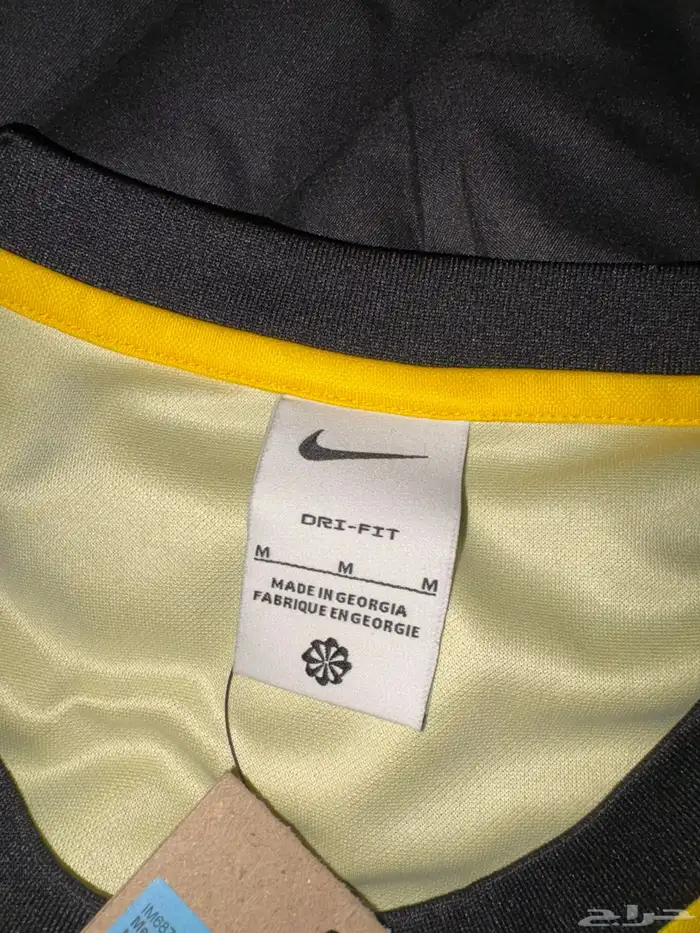 DRI-FIT
M M M
MADE IN GEORGIA
FABRIQUE EN GEORGIE
حراج